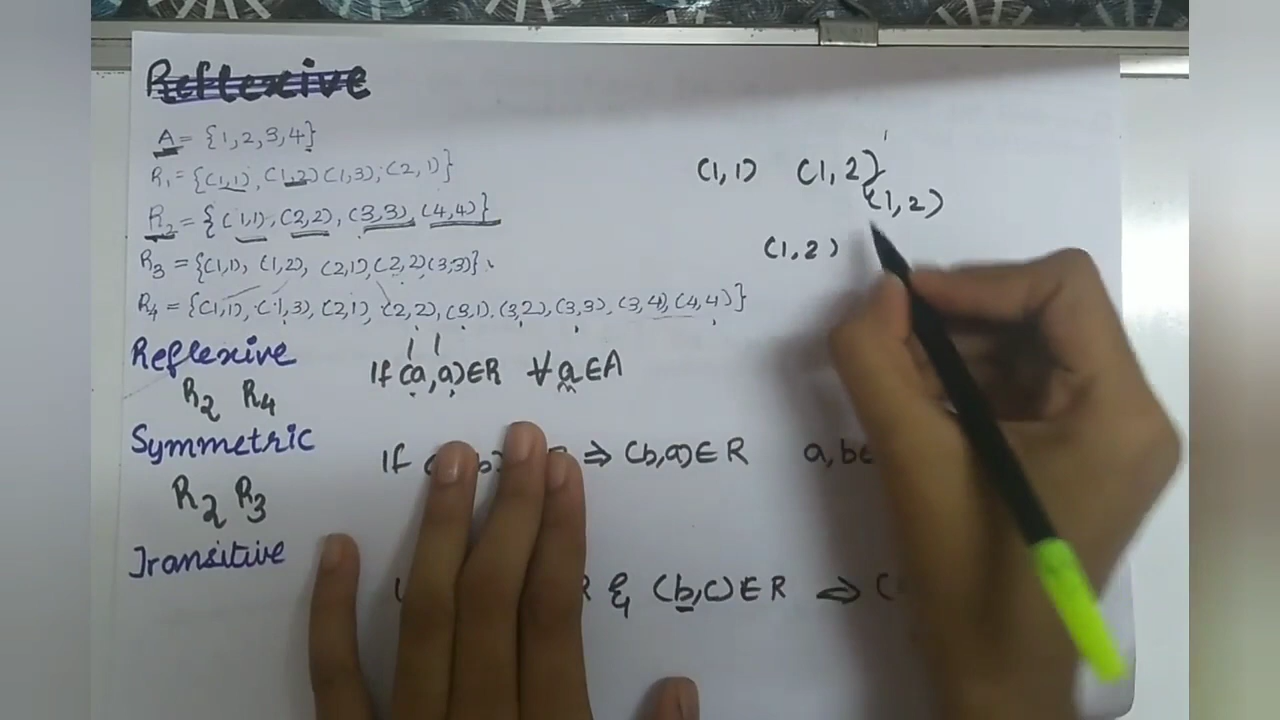 Reflexive
A = {1,2,3,4}
R1 = {(1,1), (1,2) (1,3), (2,1)}
R2 = {(1,1), (2,2), (3,3), (4,4)}
R3 = {(1,1), (1,2), (2,1), (2,2) (3,3)}
R4 = {(1,1), (1,3), (2,1), (2,2), (3,1), (3,2), (3,3), (3,4) (4,4)}
(1,1) (1,2)
(1,2)
(1,2)
Reflexive If (a,a)∈R ∀ a∈A
R2 R4
Symmetric If ⇒ (b,a)∈R a,b∈
R2 R3
Transitive
R & (b,c)∈R ⇒ (